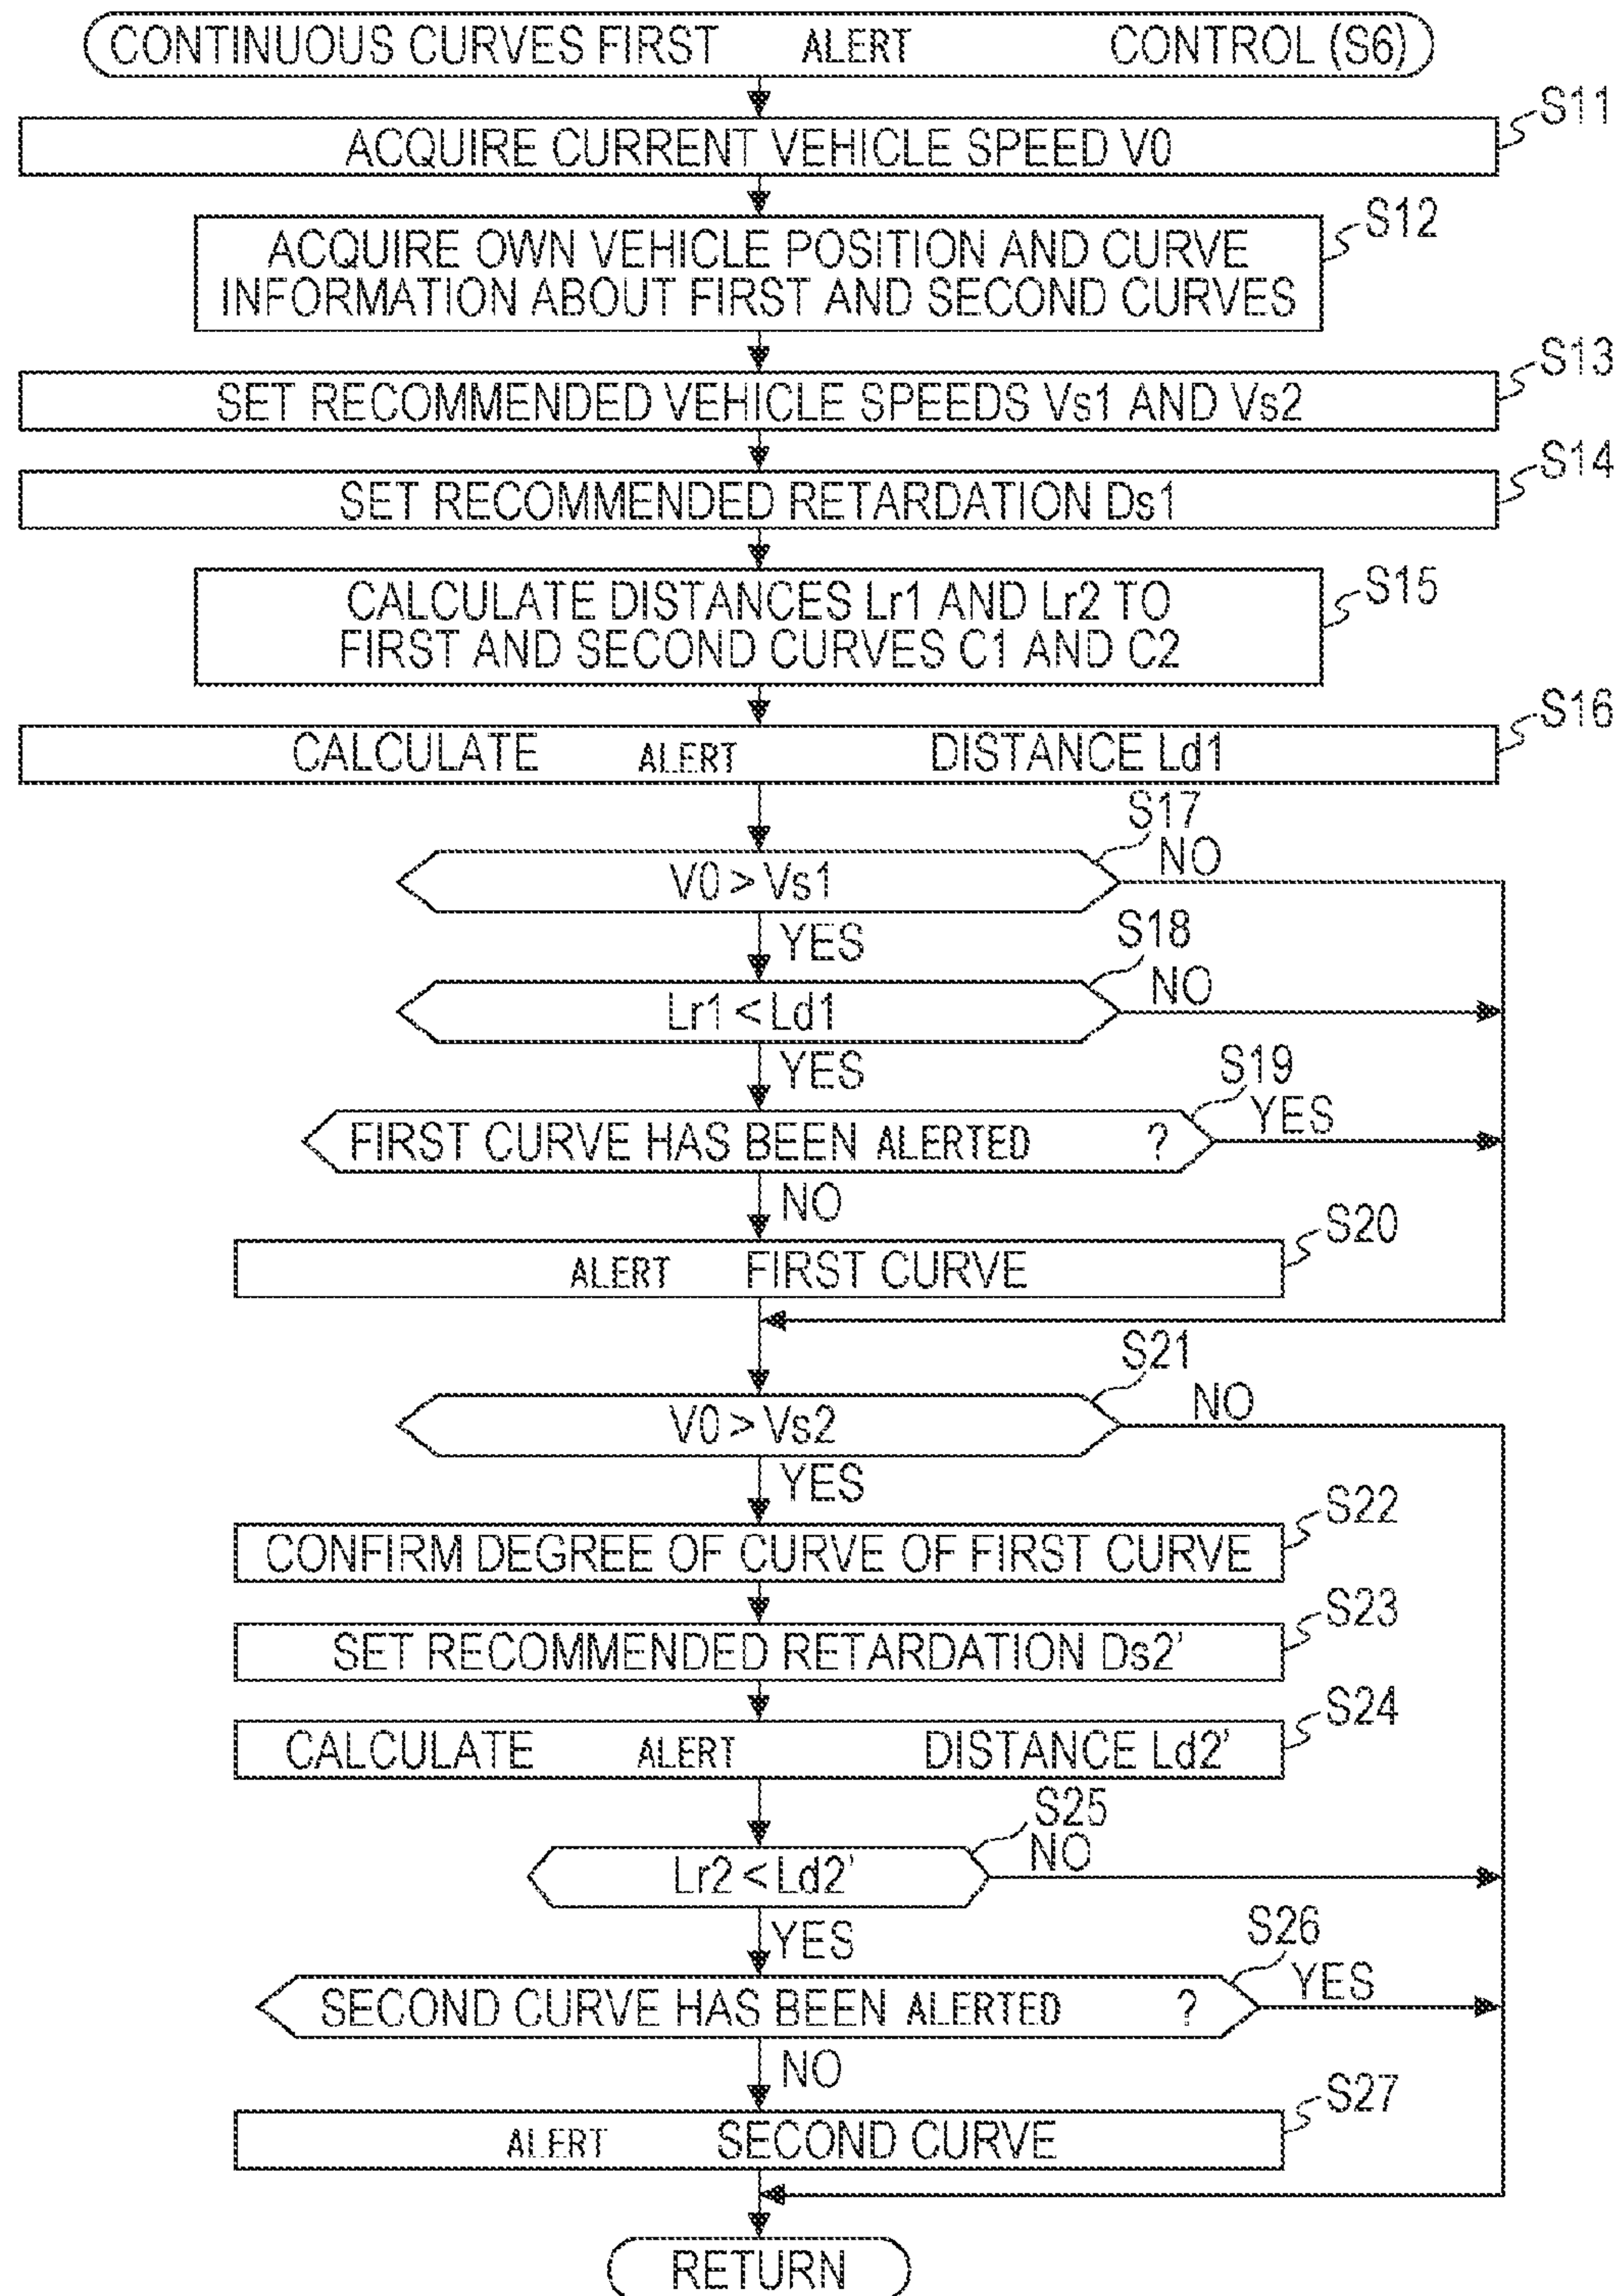 CONTINUOUS CURVES FIRST ALERT CONTROL (S6)
S11
ACQUIRE CURRENT VEHICLE SPEED V0
S12
ACQUIRE OWN VEHICLE POSITION AND CURVE
INFORMATION ABOUT FIRST AND SECOND CURVES
S13
SET RECOMMENDED VEHICLE SPEEDS Vs1 AND Vs2
S14
SET RECOMMENDED RETARDATION Ds1
S15
CALCULATE DISTANCES Lr1 AND Lr2 TO
FIRST AND SECOND CURVES C1 AND C2
S16
CALCULATE ALERT DISTANCE Ld1
S17
NO
V0 > Vs1
YES
S18
NO
Lr1 < Ld1
YES
S19
YES
FIRST CURVE HAS BEEN ALERTED ?
NO
S20
ALERT FIRST CURVE
S21
NO
V0 > Vs2
YES
S22
CONFIRM DEGREE OF CURVE OF FIRST CURVE
S23
SET RECOMMENDED RETARDATION Ds2'
S24
CALCULATE ALERT DISTANCE Ld2'
S25
NO
Lr2 < Ld2'
YES
S26
YES
SECOND CURVE HAS BEEN ALERTED ?
NO
S27
ALERT SECOND CURVE
RETURN